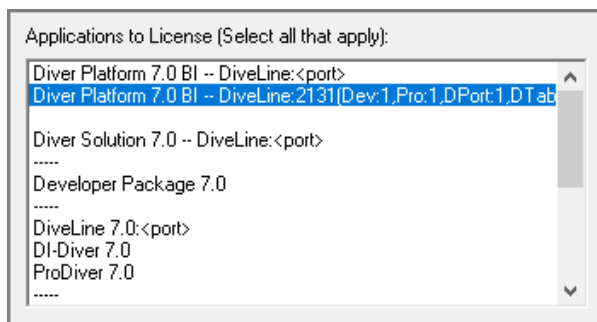 Applications to License (Select all that apply):
Diver Platform 7.0 BI -- DiveLine:<port>
Diver Platform 7.0 BI -- DiveLine:2131(Dev:1,Pro:1,DPort:1,DTab
Diver Solution 7.0 -- DiveLine:<port>
-----
Developer Package 7.0
-----
DiveLine 7.0:<port>
DI-Diver 7.0
ProDiver 7.0
-----